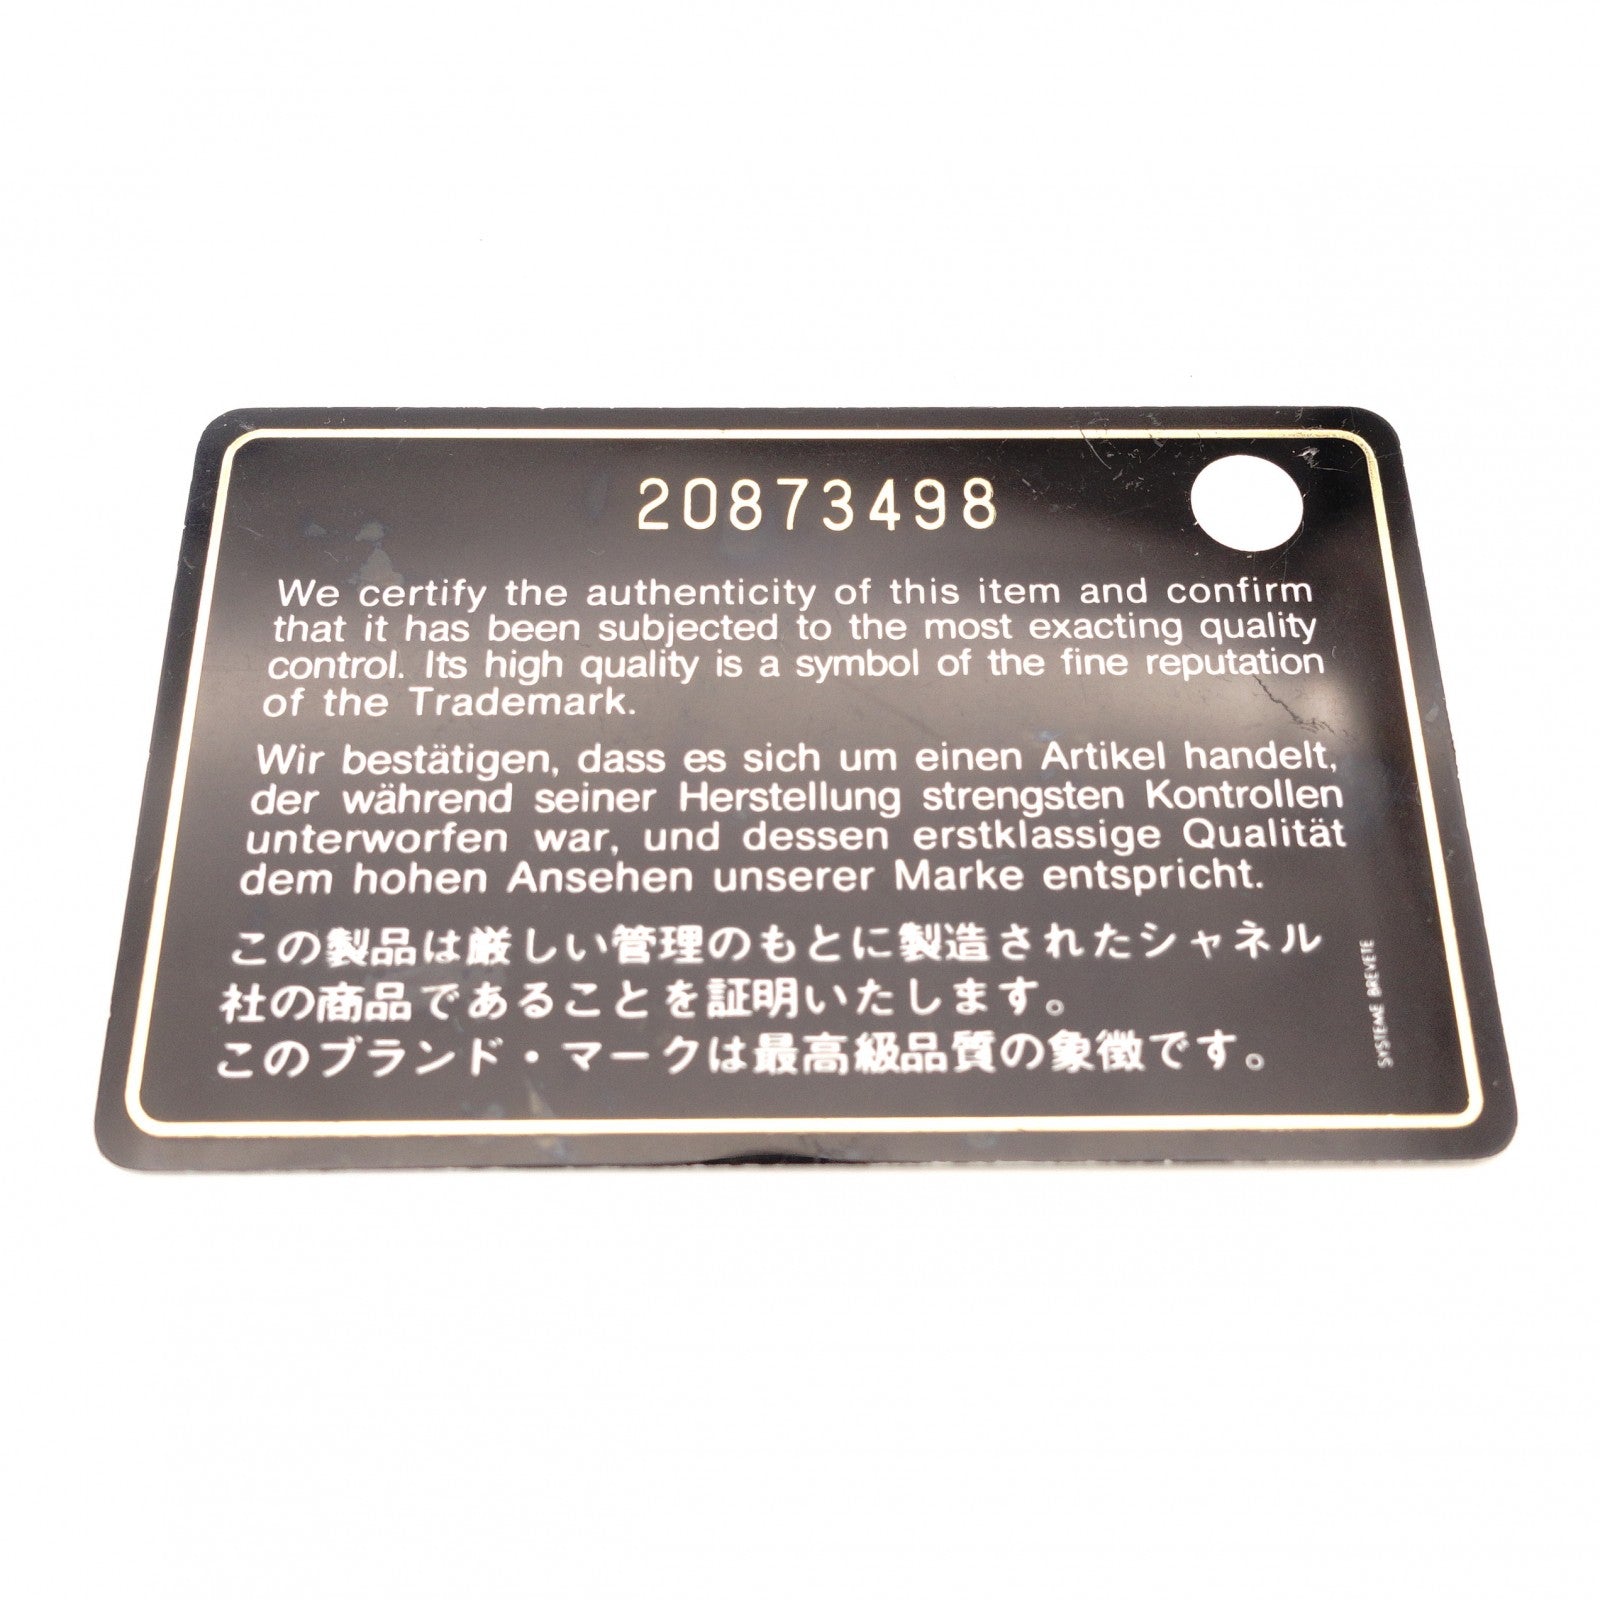 20873498
We certify the authenticity of this item and confirm
that it has been subjected to the most exacting quality
control. Its high quality is a symbol of the fine reputation
of the Trademark.
Wir bestätigen, dass es sich um einen Artikel handelt,
der während seiner Herstellung strengsten Kontrollen
unterworfen war, und dessen erstklassige Qualität
dem hohen Ansehen unserer Marke entspricht.
この製品は厳しい管理のもとに製造されたシャネル
社の商品であることを証明いたします。
このブランド・マークは最高級品質の象徴です。
SYSTEME BREVETE